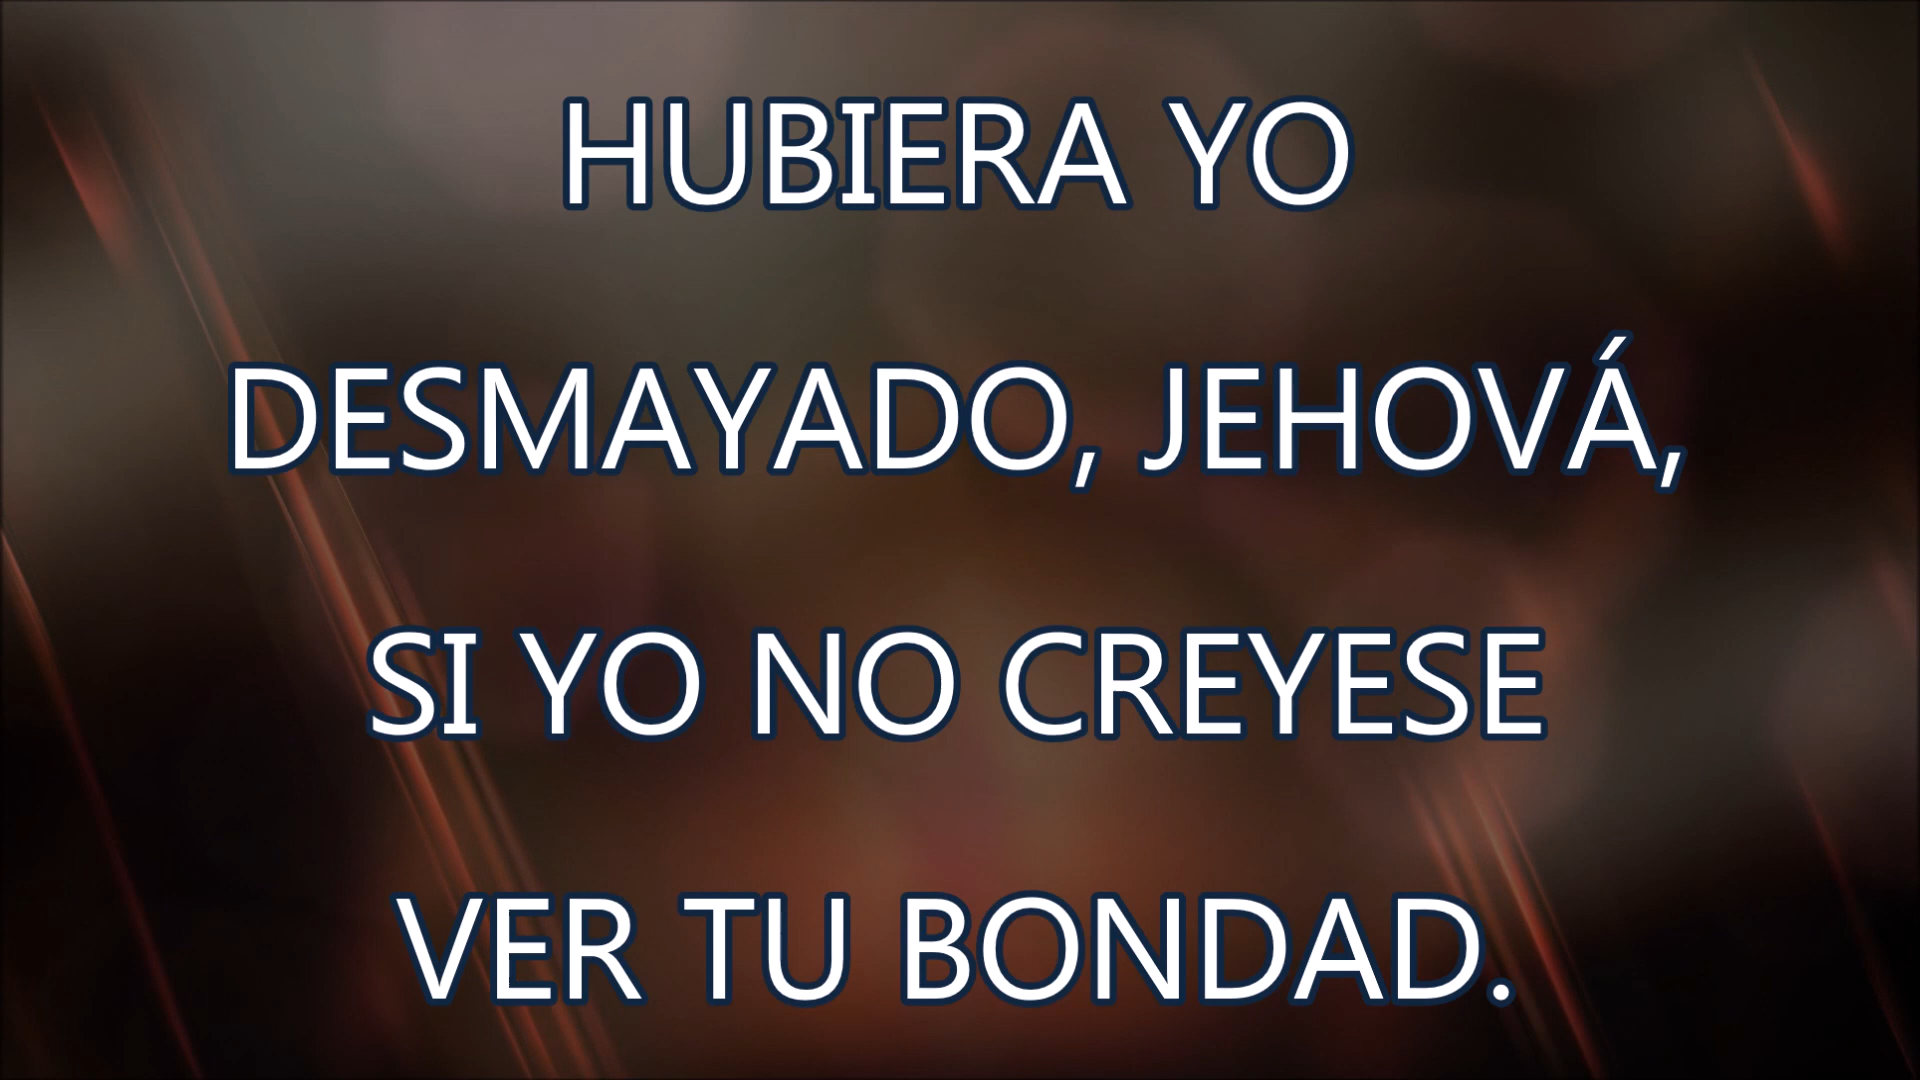 HUBIERA YO
DESMAYADO, JEHOVÁ,
SI YO NO CREYESE
VER TU BONDAD.